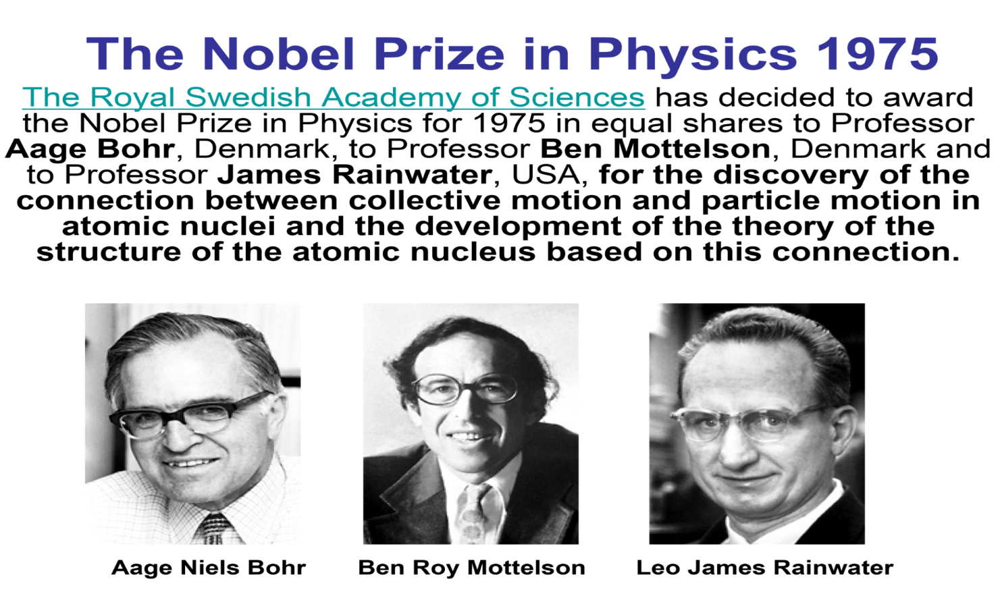 The Nobel Prize in Physics 1975
The Royal Swedish Academy of Sciences has decided to award
the Nobel Prize in Physics for 1975 in equal shares to Professor
Aage Bohr, Denmark, to Professor Ben Mottelson, Denmark and
to Professor James Rainwater, USA, for the discovery of the
connection between collective motion and particle motion in
atomic nuclei and the development of the theory of the
structure of the atomic nucleus based on this connection.
Aage Niels Bohr
Ben Roy Mottelson
Leo James Rainwater